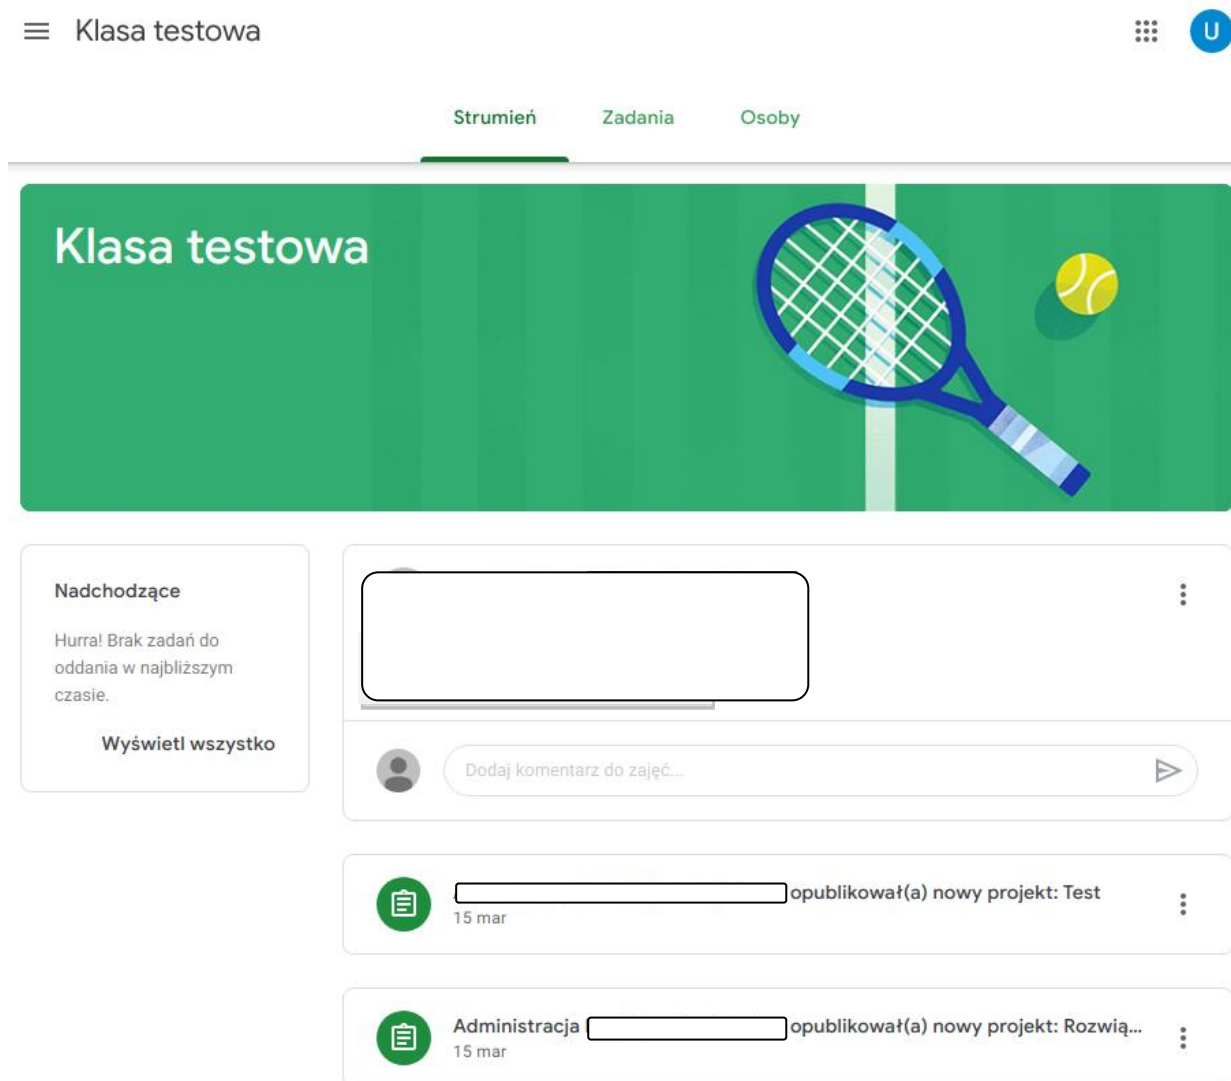 Klasa testowa
U
Strumień Zadania Osoby
Klasa testowa
Nadchodzące
Hurra! Brak zadań do
oddania w najbliższym
czasie.
Wyświetl wszystko
Dodaj komentarz do zajęć...
opublikował(a) nowy projekt: Test
15 mar
Administracja opublikował(a) nowy projekt: Rozwią...
15 mar